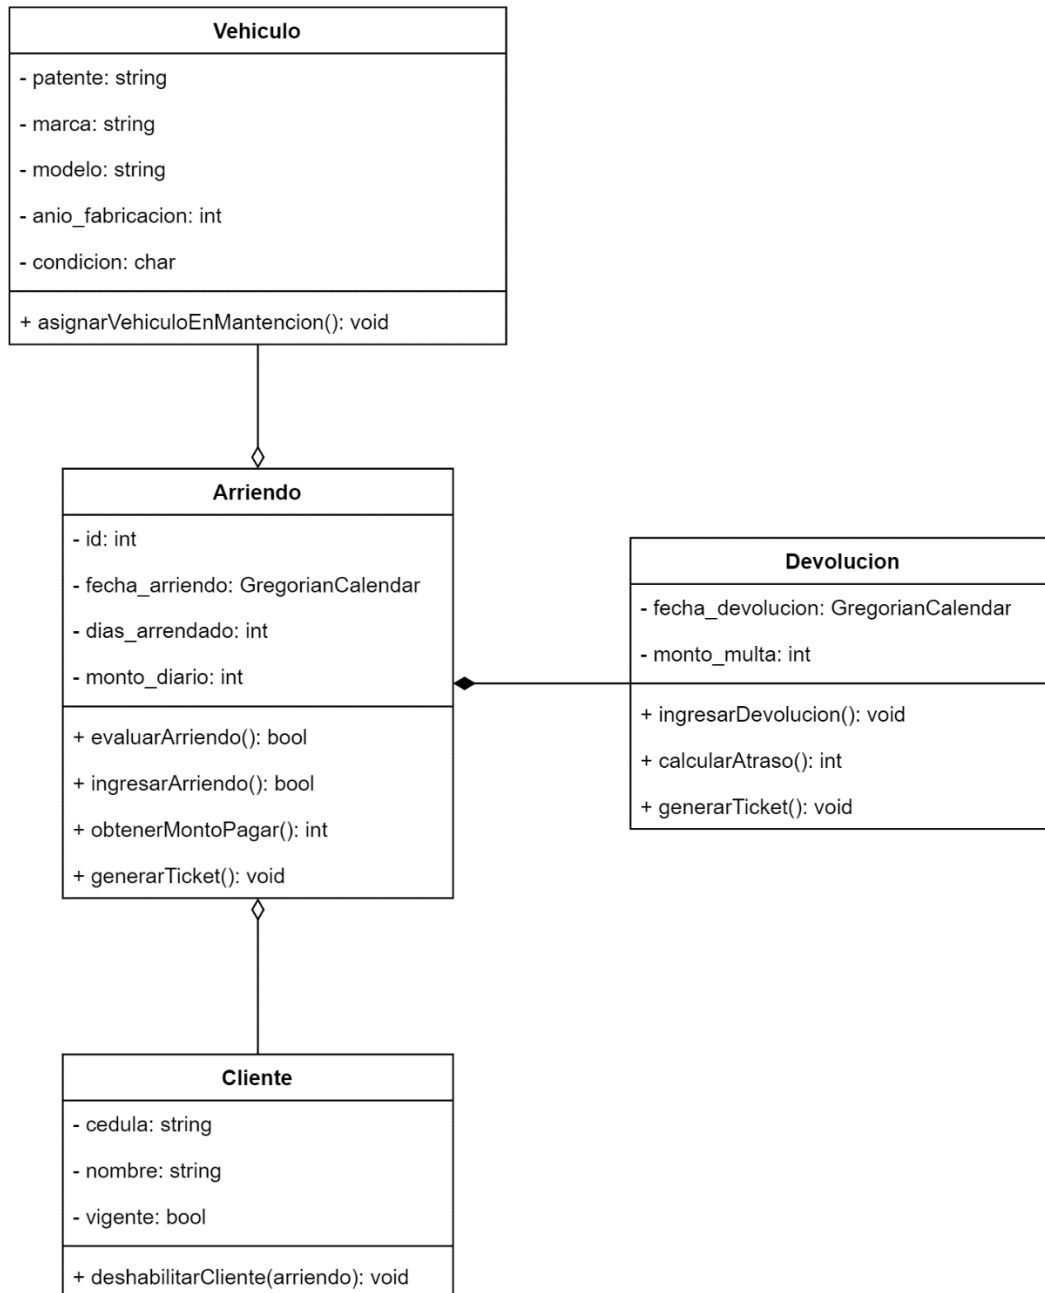 Vehiculo
- patente: string
- marca: string
- modelo: string
- anio_fabricacion: int
- condicion: char
+ asignarVehiculoEnMantencion(): void
Arriendo
- id: int
- fecha_arriendo: GregorianCalendar
- dias_arrendado: int
- monto_diario: int
+ evaluarArriendo(): bool
+ ingresarArriendo(): bool
+ obtenerMontoPagar(): int
+ generarTicket(): void
Devolucion
- fecha_devolucion: GregorianCalendar
- monto_multa: int
+ ingresarDevolucion(): void
+ calcularAtraso(): int
+ generarTicket(): void
Cliente
- cedula: string
- nombre: string
- vigente: bool
+ deshabilitarCliente(arriendo): void